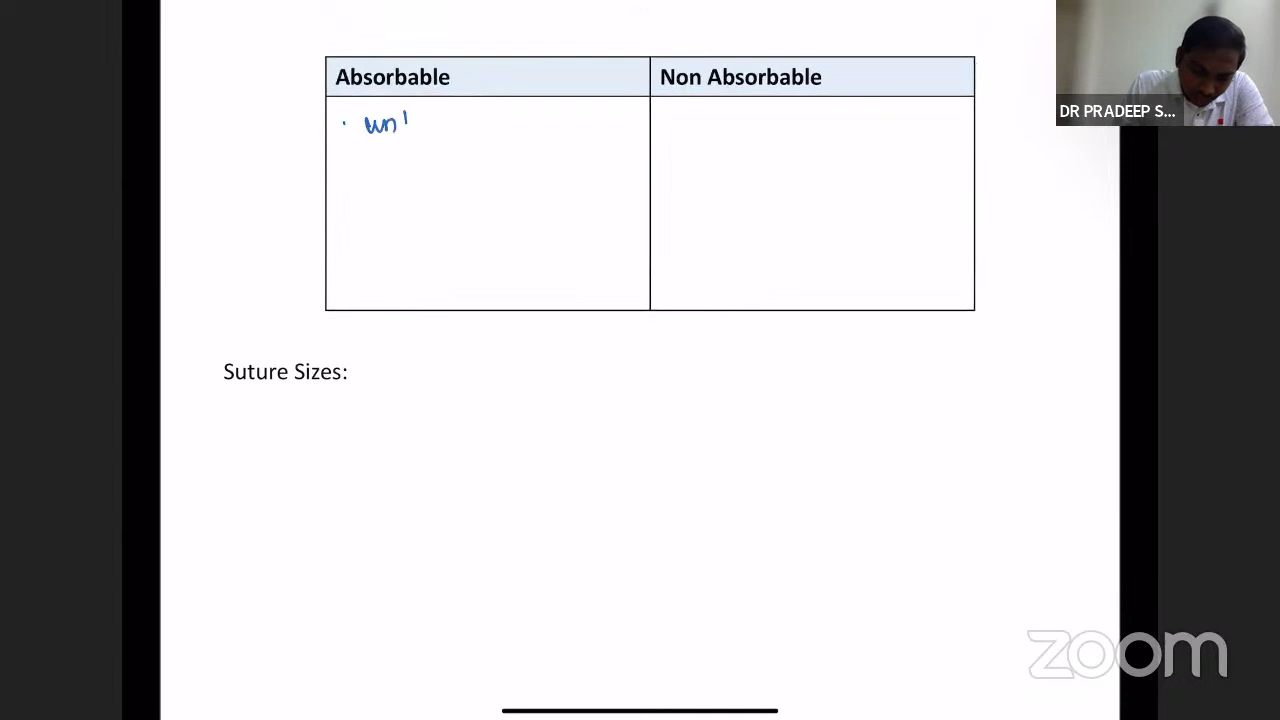 Absorbable
Non Absorbable
DR PRADEEP S...
Suture Sizes:
zoom